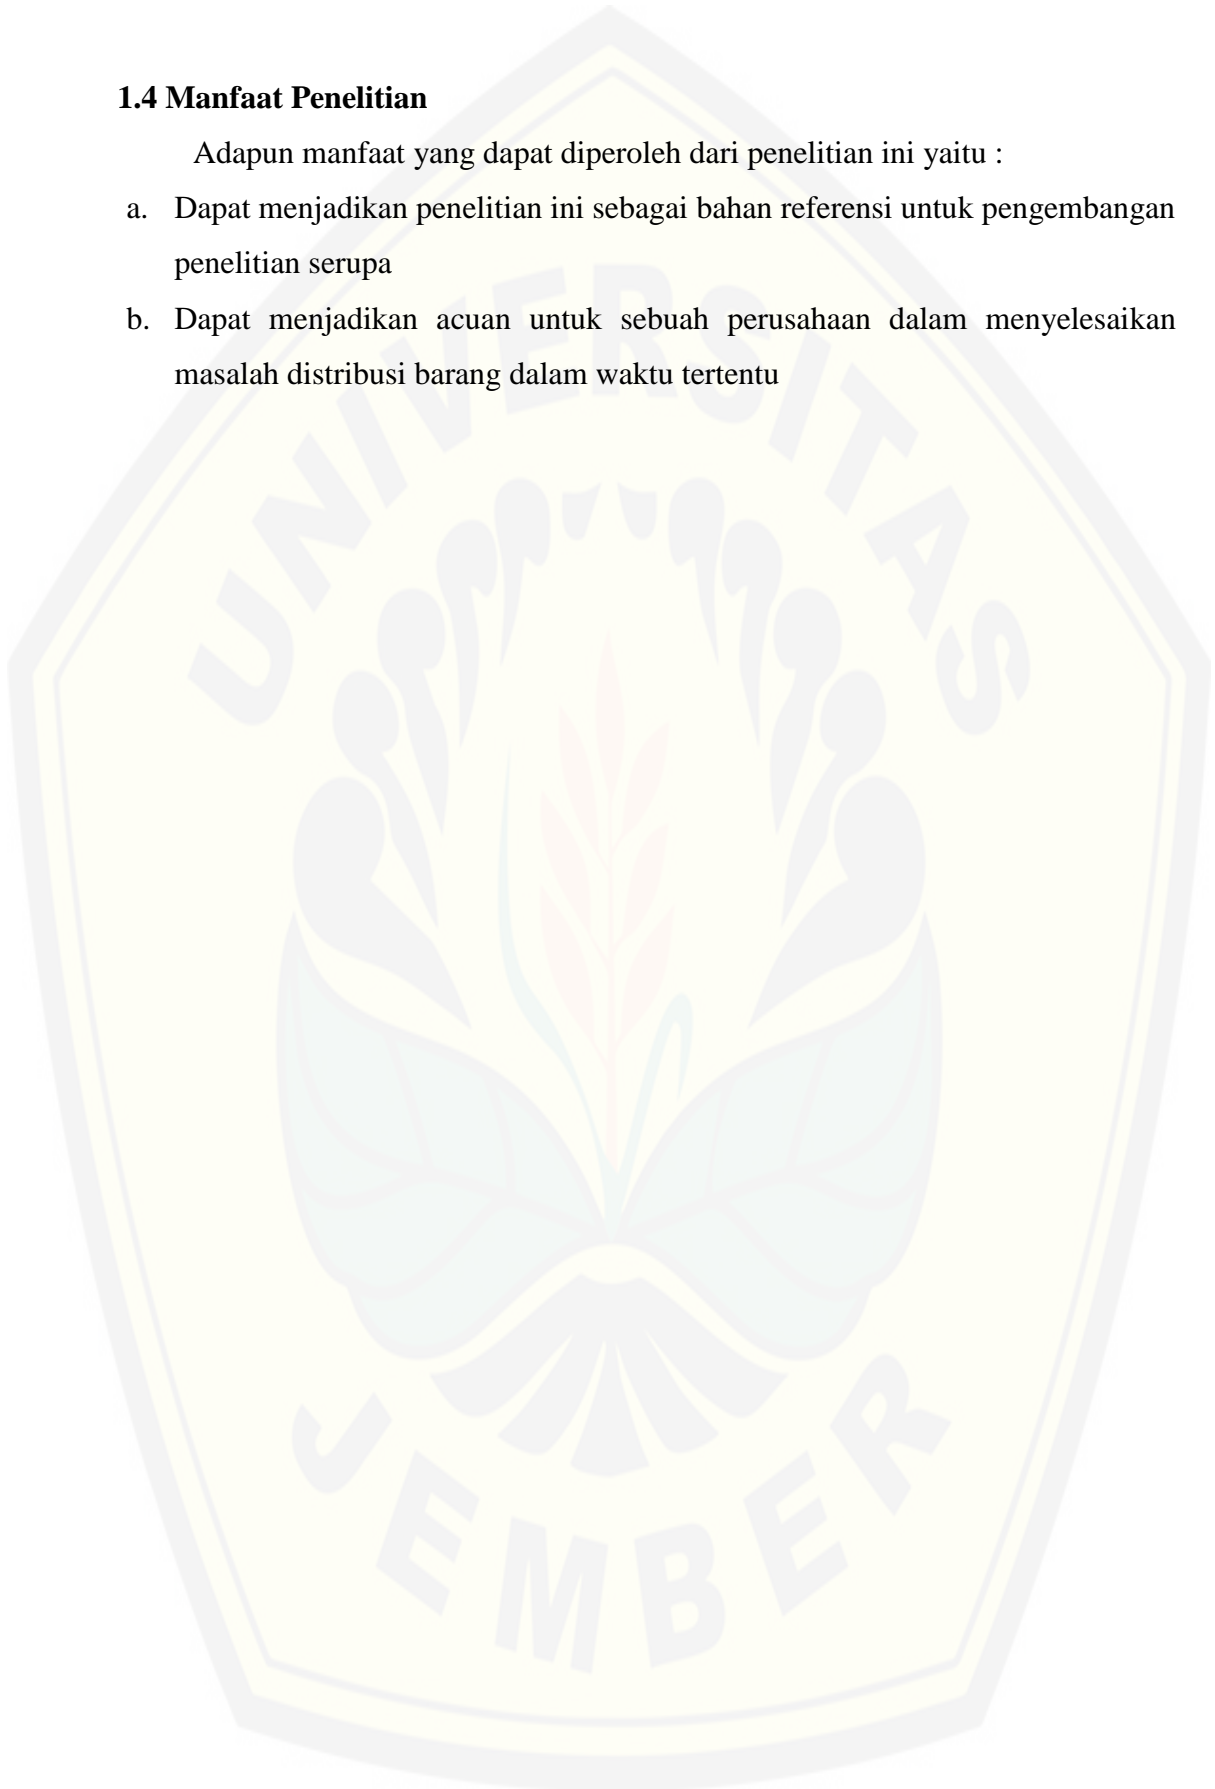 1.4 Manfaat Penelitian
Adapun manfaat yang dapat diperoleh dari penelitian ini yaitu :
a. Dapat menjadikan penelitian ini sebagai bahan referensi untuk pengembangan
penelitian serupa
b. Dapat menjadikan acuan untuk sebuah perusahaan dalam menyelesaikan
masalah distribusi barang dalam waktu tertentu
UNIVERSITAS
JEMBER